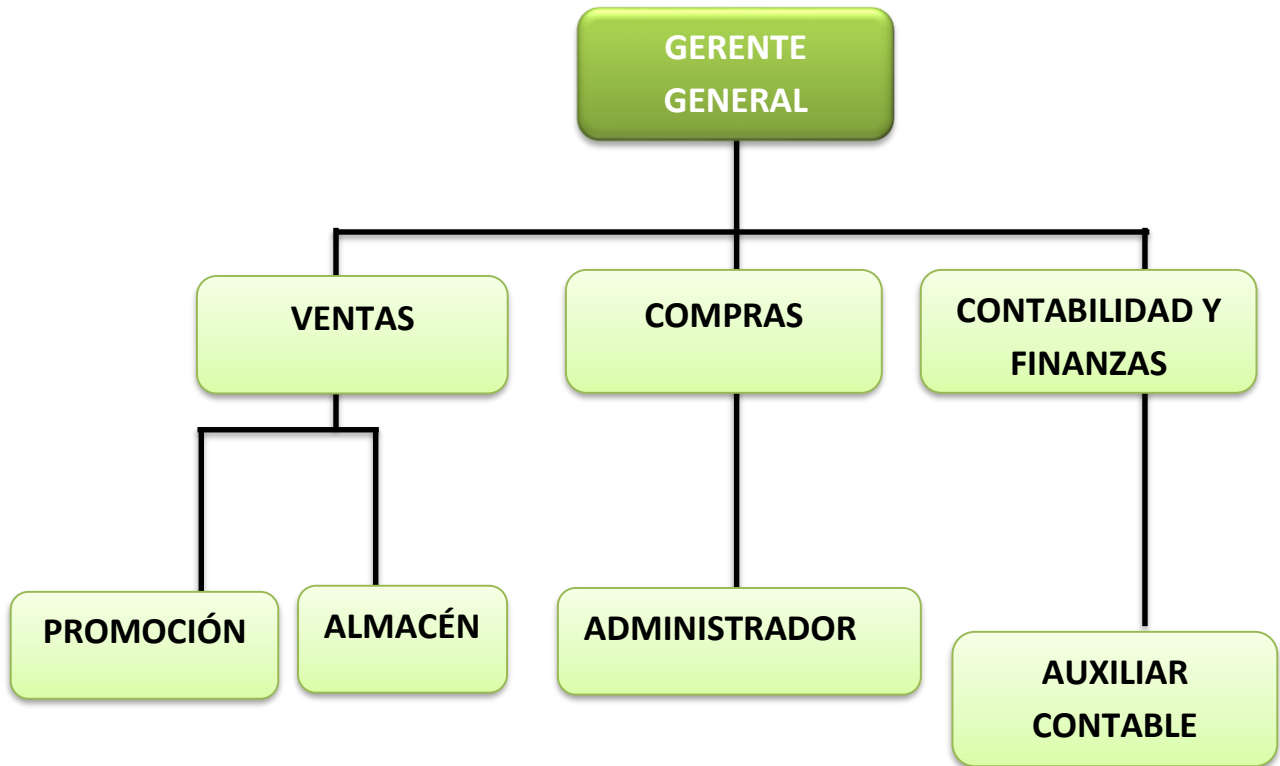 GERENTE
GENERAL
VENTAS
COMPRAS
CONTABILIDAD Y
FINANZAS
PROMOCIÓN
ALMACÉN
ADMINISTRADOR
AUXILIAR
CONTABLE